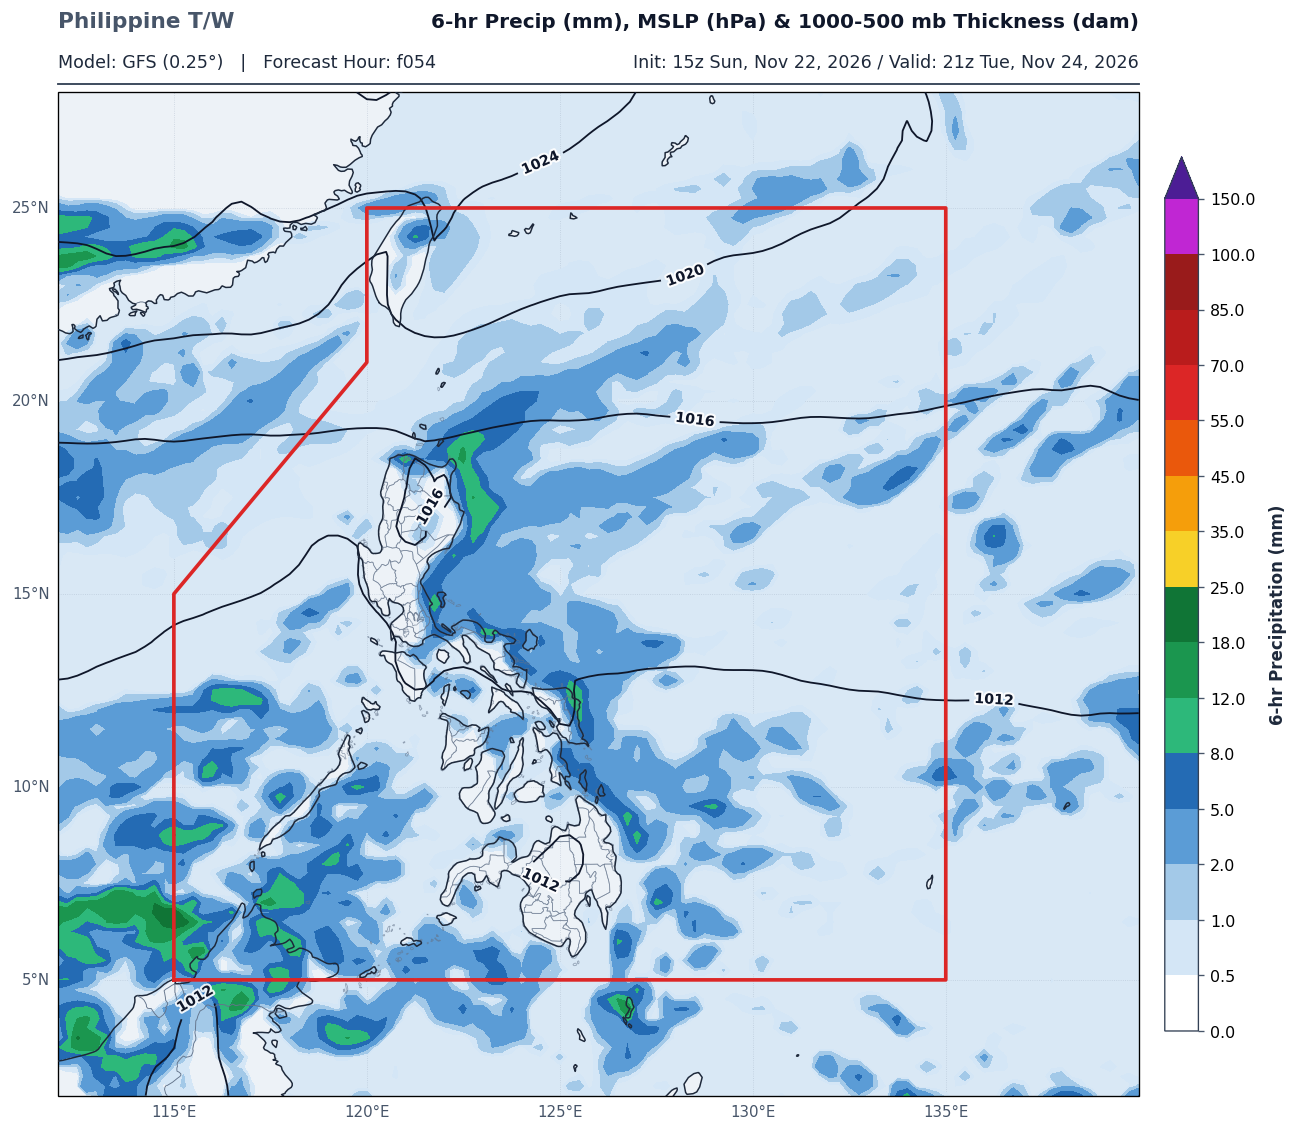 Philippine T/W
6-hr Precip (mm), MSLP (hPa) & 1000-500 mb Thickness (dam)
Model: GFS (0.25°) | Forecast Hour: f054
Init: 15z Sun, Nov 22, 2026 / Valid: 21z Tue, Nov 24, 2026
1024
1020
1016
1016
1012
1012
1012
25°N
20°N
15°N
10°N
5°N
115°E
120°E
125°E
130°E
135°E
150.0
100.0
85.0
70.0
55.0
45.0
35.0
25.0
18.0
12.0
8.0
5.0
2.0
1.0
0.5
0.0
6-hr Precipitation (mm)